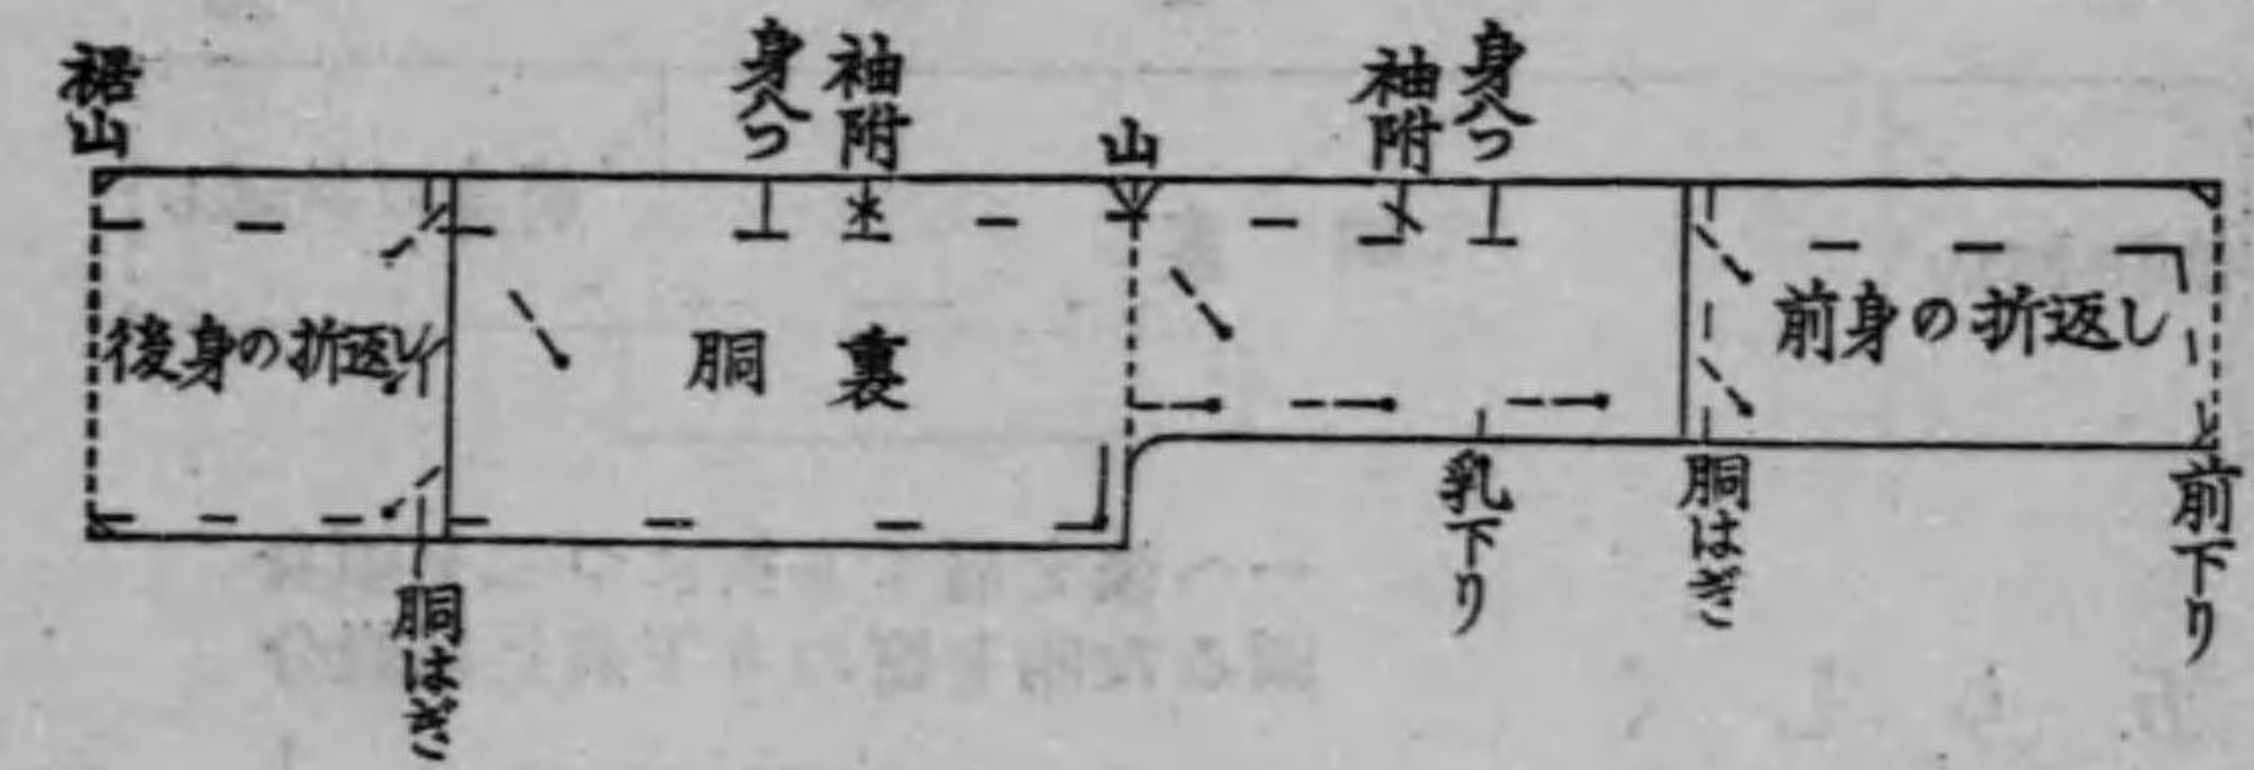 裾山
身八つ
袖附
山
袖附
身八つ
後身の折返し
胴裏
前身の折返し
胴はぎ
乳下り
胴はぎ
前下り